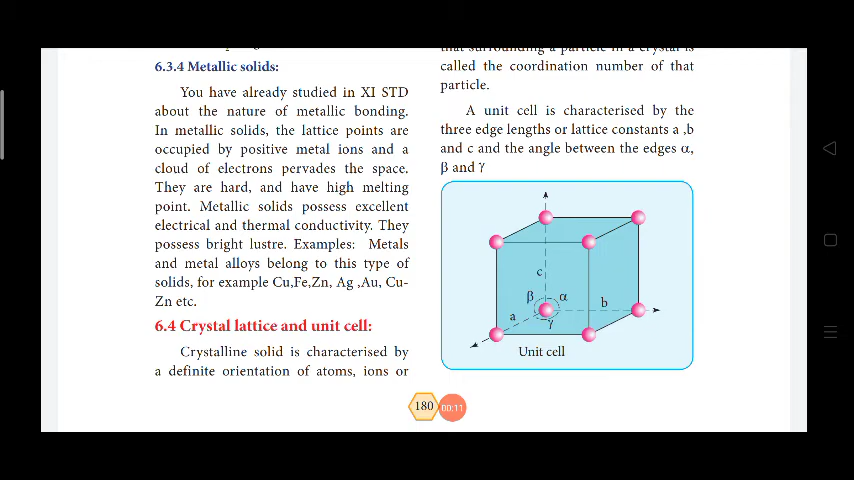 6.3.4 Metallic solids:
You have already studied in XI STD
about the nature of metallic bonding.
In metallic solids, the lattice points are
occupied by positive metal ions and a
cloud of electrons pervades the space.
They are hard, and have high melting
point. Metallic solids possess excellent
electrical and thermal conductivity. They
possess bright lustre. Examples: Metals
and metal alloys belong to this type of
solids, for example Cu,Fe,Zn, Ag ,Au, Cu-
Zn etc.
6.4 Crystal lattice and unit cell:
Crystalline solid is characterised by
a definite orientation of atoms, ions or
that surrounding a particle in a crystal is
called the coordination number of that
particle.
A unit cell is characterised by the
three edge lengths or lattice constants a ,b
and c and the angle between the edges α,
β and γ
c
β α
a b
γ
Unit cell
180
00:11